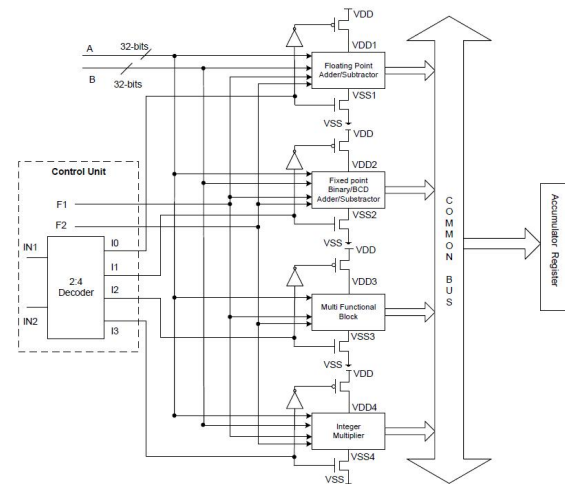 VDD
A
32-bits
VDD1
Floating Point
Adder/Subtractor
B
32-bits
VSS1
VSS
VDD
Control Unit
VDD2
Fixed point
Binary/BCD
Adder/Substractor
F1
F2
VSS2
VSS
VDD
IN1
I0
2:4
Decoder
I1
I2
IN2
I3
VDD3
Multi Functional
Block
VSS3
VSS
VDD
VDD4
Integer
Multiplier
VSS4
VSS
COMMON BUS
Accumulator Register